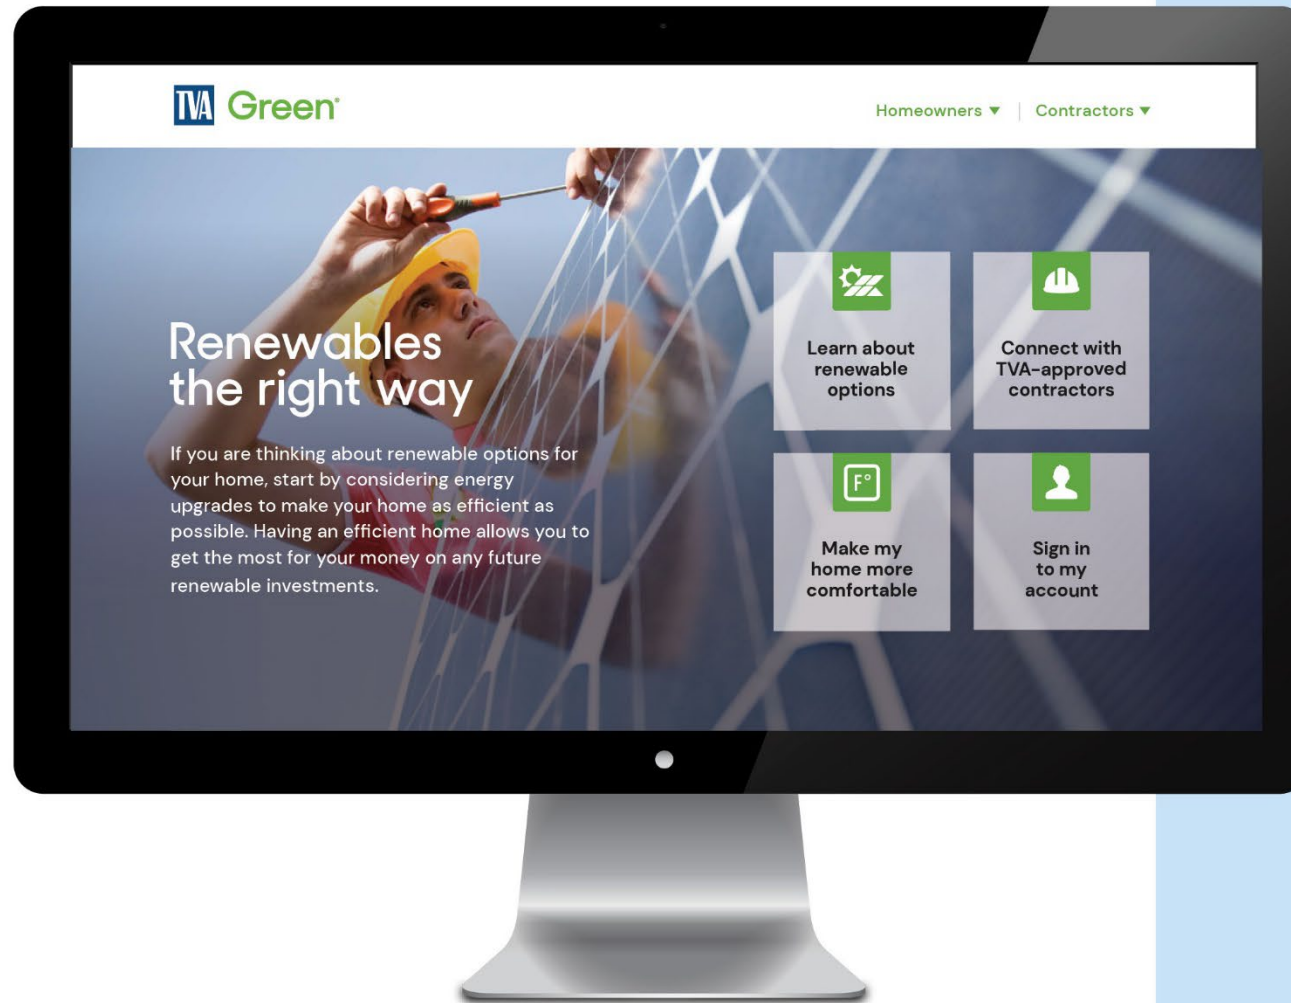 TVA Green®
Homeowners ▼ | Contractors ▼
Renewables
the right way
If you are thinking about renewable options for
your home, start by considering energy
upgrades to make your home as efficient as
possible. Having an efficient home allows you to
get the most for your money on any future
renewable investments.
Learn about
renewable
options
Connect with
TVA-approved
contractors
F°
Make my
home more
comfortable
Sign in
to my
account